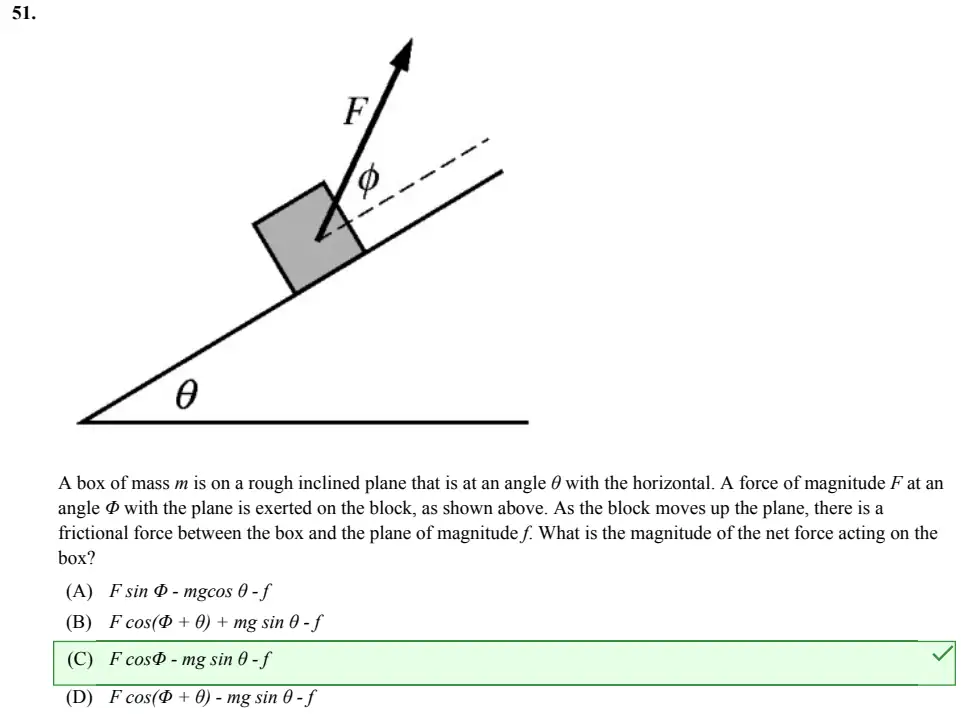 51.
F
ϕ
θ
A box of mass m is on a rough inclined plane that is at an angle θ with the horizontal. A force of magnitude F at an
angle Φ with the plane is exerted on the block, as shown above. As the block moves up the plane, there is a
frictional force between the box and the plane of magnitude f. What is the magnitude of the net force acting on the
box?
(A) F sin Φ - mgcos θ - f
(B) F cos(Φ + θ) + mg sin θ - f
(C) F cosΦ - mg sin θ - f
(D) F cos(Φ + θ) - mg sin θ - f